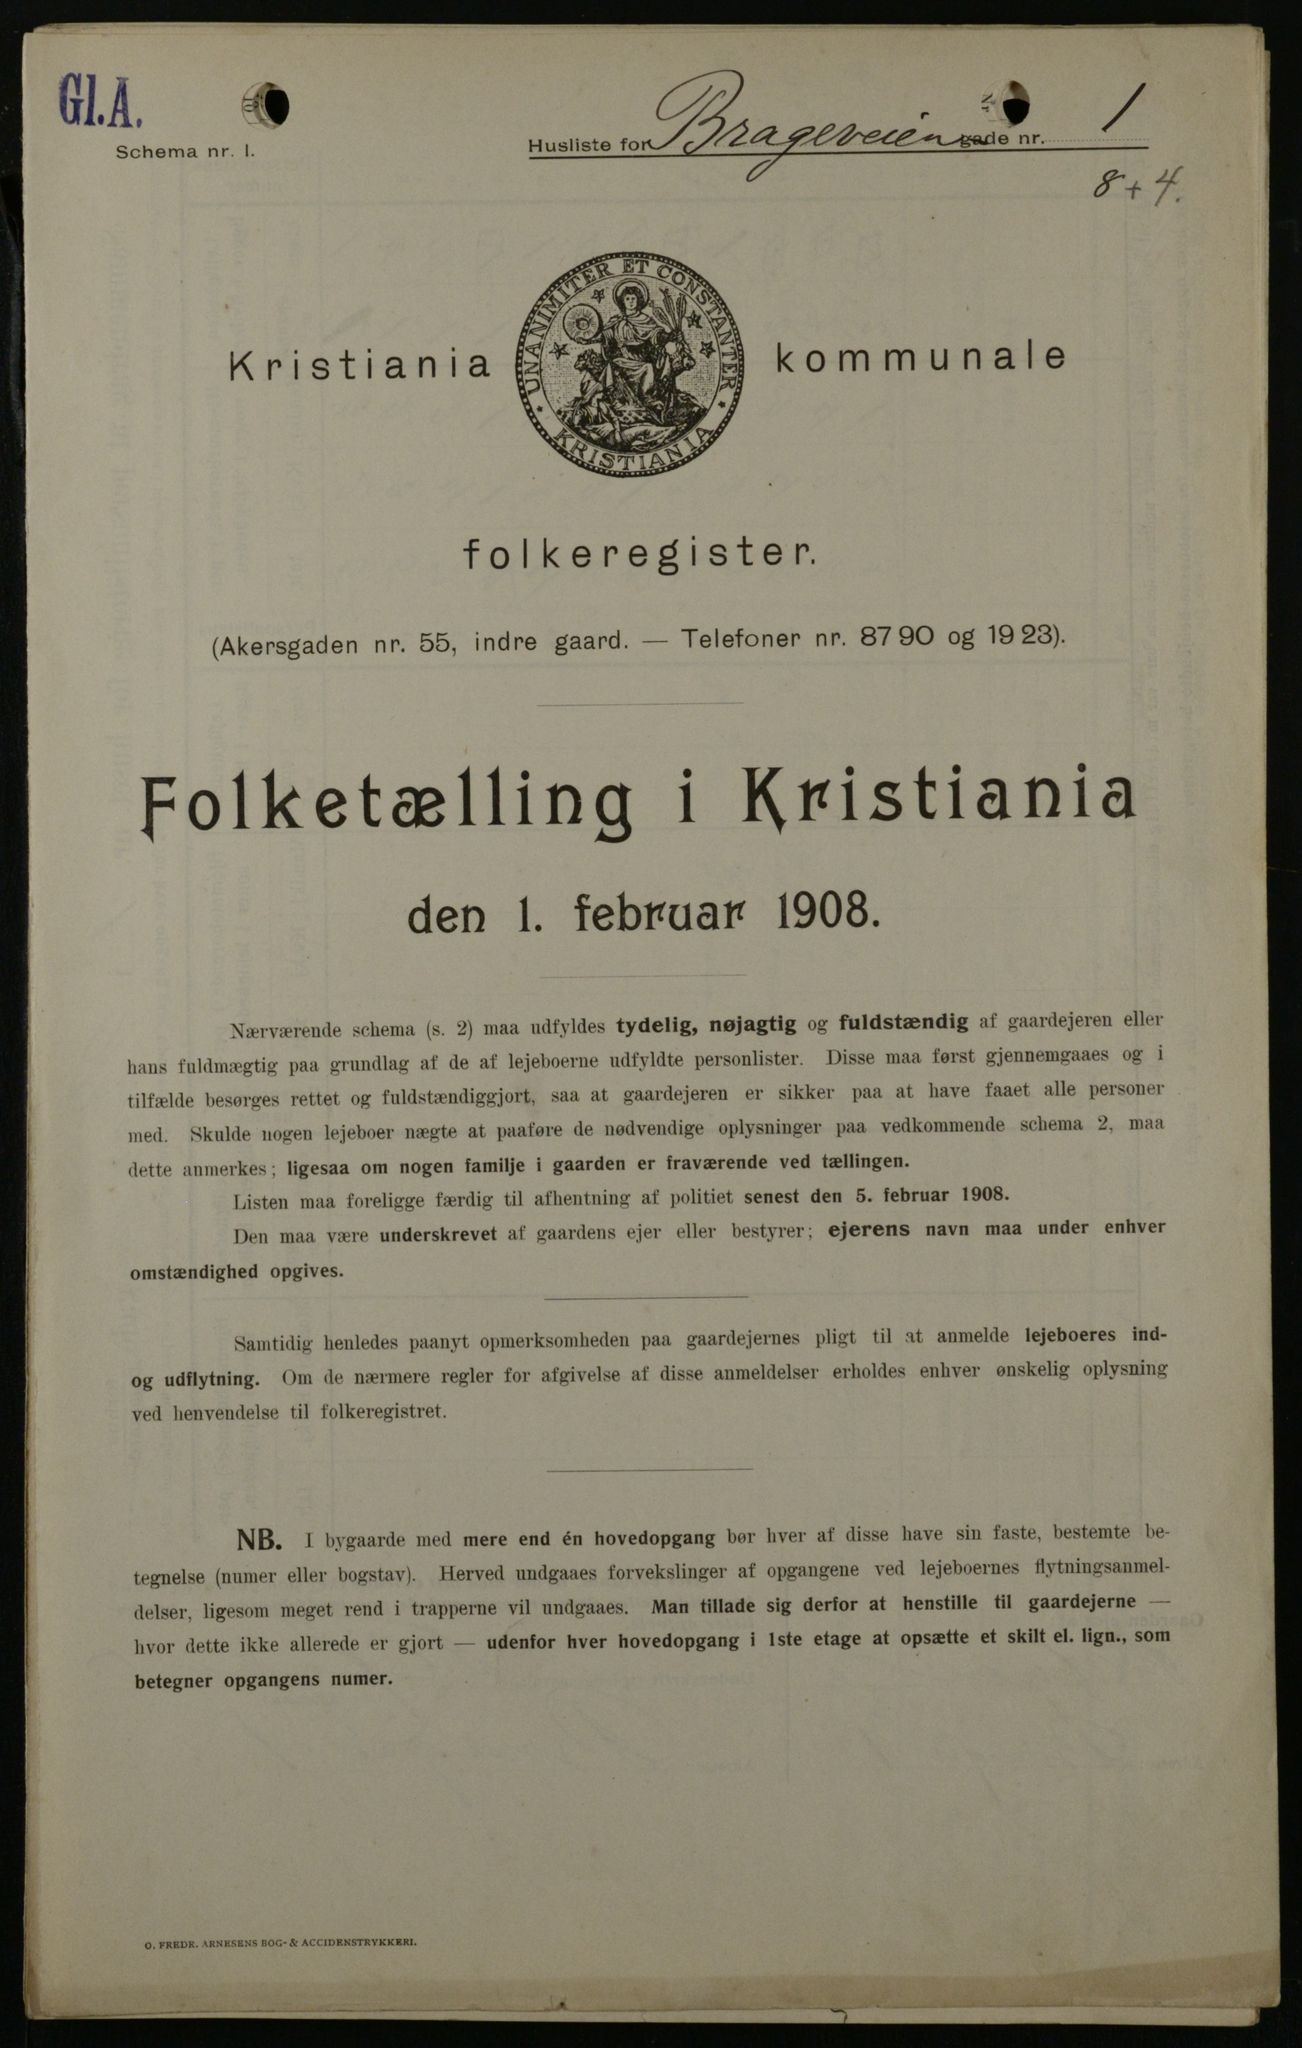 Gl.A.
Schema nr. 1.
Husliste for Brageveien gade nr. 1
8 + 4.
UNANIMITER ET CONSTANTER
KRISTIANIA
Kristiania kommunale
folkeregister.
(Akersgaden nr. 55, indre gaard. — Telefoner nr. 87 90 og 19 23).
Folketælling i Kristiania
den 1. februar 1908.
Nærværende schema (s. 2) maa udfyldes tydelig, nøjagtig og fuldstændig af gaardejeren eller
hans fuldmægtig paa grundlag af de af lejeboerne udfyldte personlister. Disse maa først gjennemgaaes og i
tilfælde besørges rettet og fuldstændiggjort, saa at gaardejeren er sikker paa at have faaet alle personer
med. Skulde nogen lejeboer nægte at paaføre de nødvendige oplysninger paa vedkommende schema 2, maa
dette anmerkes; ligesaa om nogen familje i gaarden er fraværende ved tællingen.
Listen maa foreligge færdig til afhentning af politiet senest den 5. februar 1908.
Den maa være underskrevet af gaardens ejer eller bestyrer; ejerens navn maa under enhver
omstændighed opgives.
Samtidig henledes paanyt opmerksomheden paa gaardejernes pligt til at anmelde lejeboeres ind-
og udflytning. Om de nærmere regler for afgivelse af disse anmeldelser erholdes enhver ønskelig oplysning
ved henvendelse til folkeregistret.
NB. I bygaarde med mere end én hovedopgang bør hver af disse have sin faste, bestemte be-
tegnelse (numer eller bogstav). Herved undgaaes forvekslinger af opgangene ved lejeboernes flytningsanmel-
delser, ligesom meget rend i trapperne vil undgaaes. Man tillade sig derfor at henstille til gaardejerne —
hvor dette ikke allerede er gjort — udenfor hver hovedopgang i 1ste etage at opsætte et skilt el. lign., som
betegner opgangens numer.
O. FREDR. ARNESENS BOG- & ACCIDENSTRYKKERI.